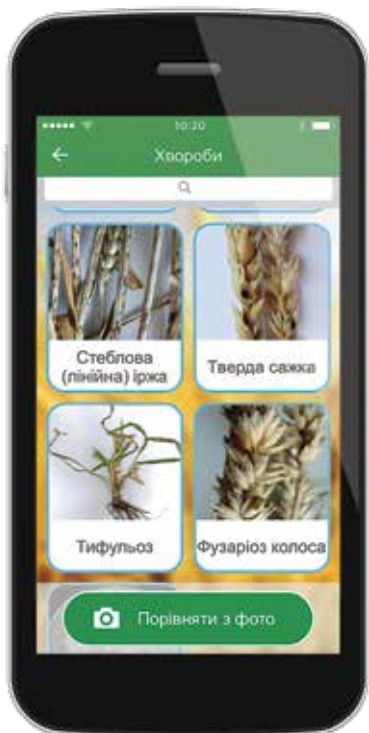 10:20
Хвороби
Стеблова
(лінійна) іржа
Тверда сажка
Тифульоз
Фузаріоз колоса
Порівняти з фото